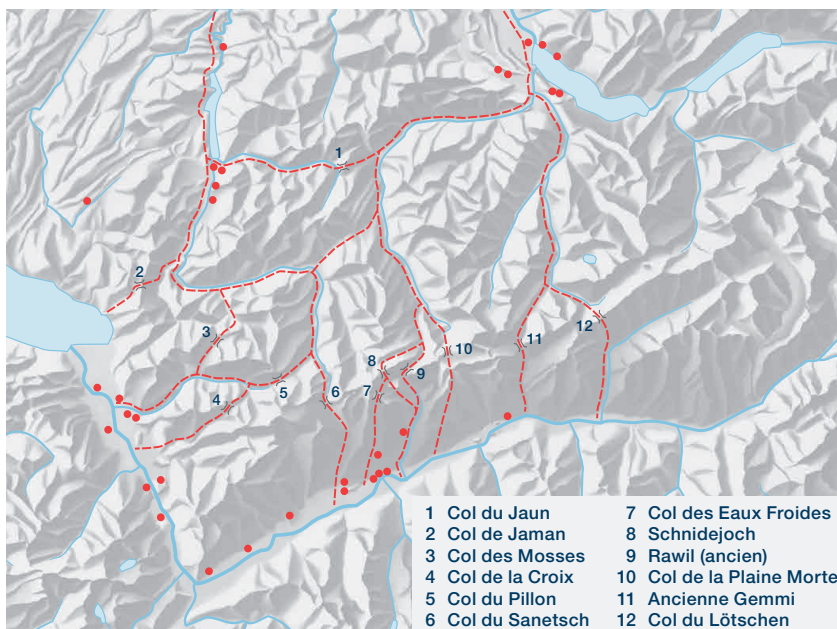 1
2
3
8
9
10
11
12
7
4
5
6
1 Col du Jaun
2 Col de Jaman
3 Col des Mosses
4 Col de la Croix
5 Col du Pillon
6 Col du Sanetsch
7 Col des Eaux Froides
8 Schnidejoch
9 Rawil (ancien)
10 Col de la Plaine Morte
11 Ancienne Gemmi
12 Col du Lötschen